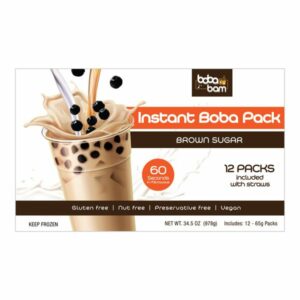 boba
bam
Instant Boba Pack
BROWN SUGAR
60
Seconds
12 PACKS
included
with straws
Gluten free | Nut free | Preservative free | Vegan
KEEP FROZEN
NET WT. 34.5 OZ (978g)
Includes: 12 - 65g Packs